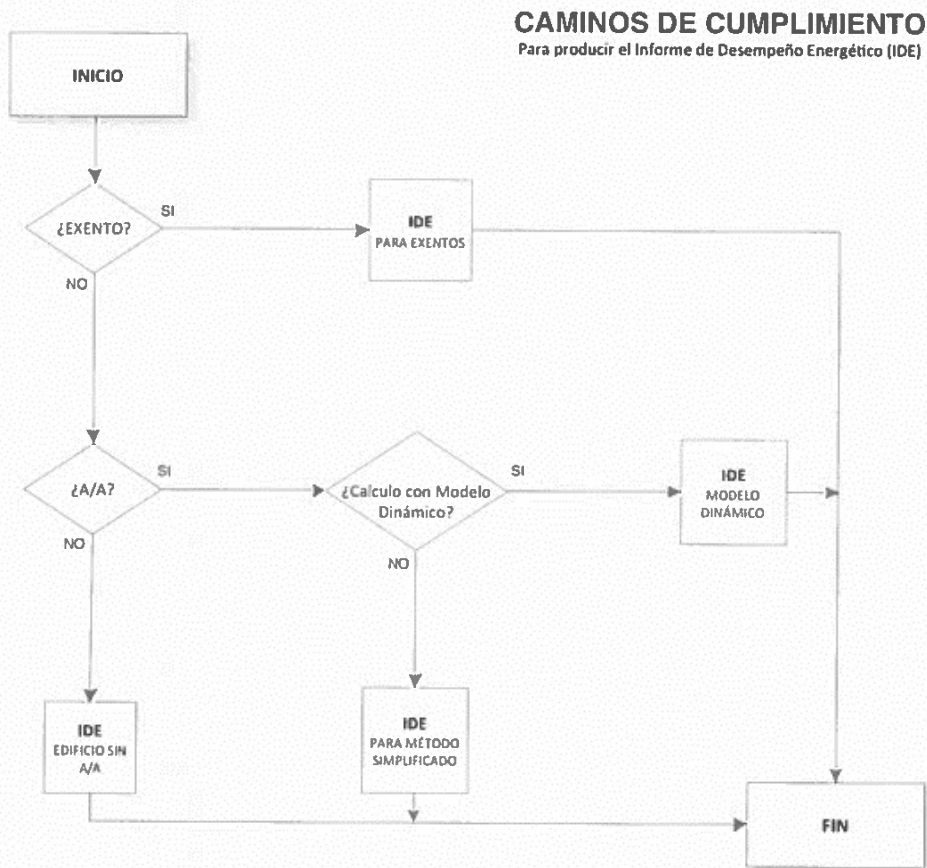 CAMINOS DE CUMPLIMIENTO
Para producir el Informe de Desempeño Energético (IDE)
INICIO
¿EXENTO?
SI
NO
IDE
PARA EXENTOS
¿A/A?
SI
NO
¿Calculo con Modelo
Dinámico?
SI
NO
IDE
MODELO
DINÁMICO
IDE
EDIFICIO SIN
A/A
IDE
PARA MÉTODO
SIMPLIFICADO
FIN